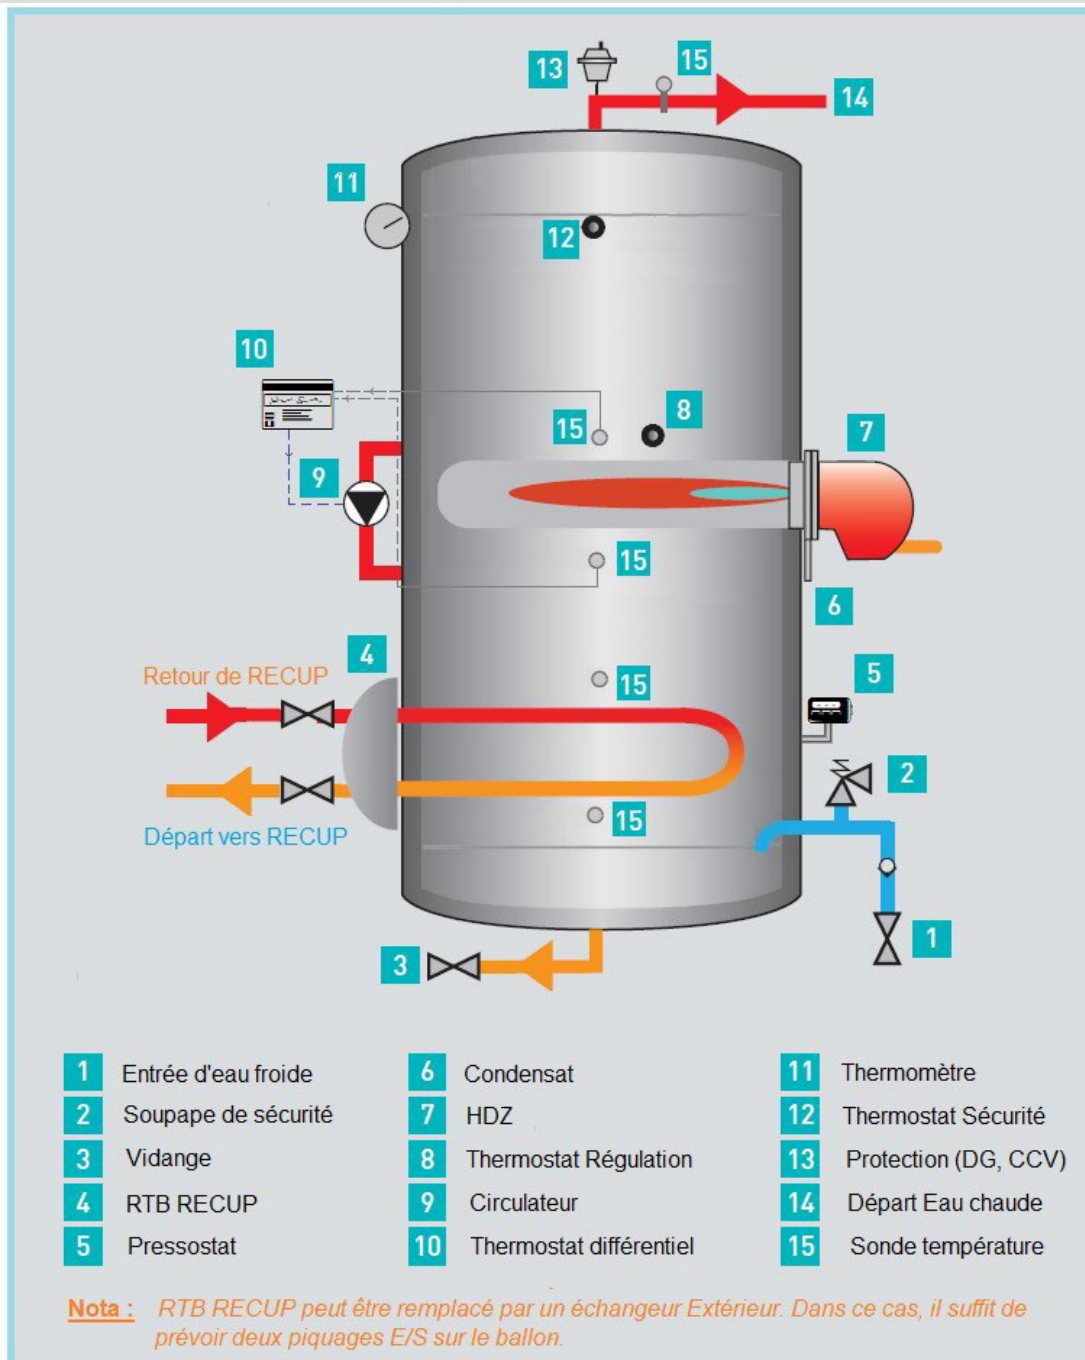 13
15
14
11
12
10
15
8
7
9
15
6
4
Retour de RECUP
15
5
2
Départ vers RECUP
15
3
1
1 Entrée d'eau froide
2 Soupape de sécurité
3 Vidange
4 RTB RECUP
5 Pressostat
6 Condensat
7 HDZ
8 Thermostat Régulation
9 Circulateur
10 Thermostat différentiel
11 Thermomètre
12 Thermostat Sécurité
13 Protection (DG, CCV)
14 Départ Eau chaude
15 Sonde température
Nota : RTB RECUP peut être remplacé par un échangeur Extérieur. Dans ce cas, il suffit de
prévoir deux piquages E/S sur le ballon.